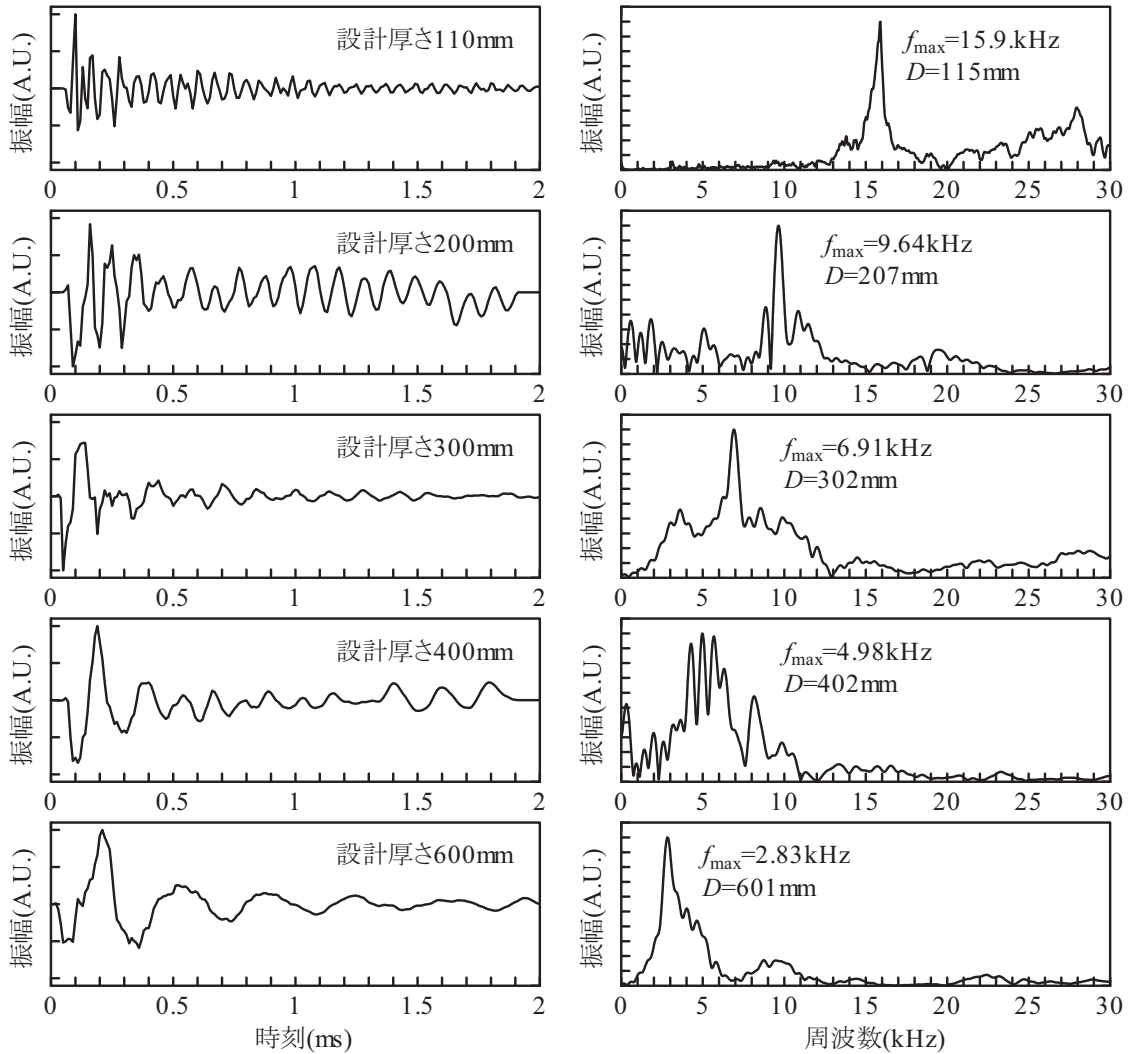 振幅(A.U.)
設計厚さ110mm
0 0.5 1 1.5 2
振幅(A.U.)
fmax=15.9.kHz
D=115mm
0 5 10 15 20 25 30
振幅(A.U.)
設計厚さ200mm
0 0.5 1 1.5 2
振幅(A.U.)
fmax=9.64kHz
D=207mm
0 5 10 15 20 25 30
振幅(A.U.)
設計厚さ300mm
0 0.5 1 1.5 2
振幅(A.U.)
fmax=6.91kHz
D=302mm
0 5 10 15 20 25 30
振幅(A.U.)
設計厚さ400mm
0 0.5 1 1.5 2
振幅(A.U.)
fmax=4.98kHz
D=402mm
0 5 10 15 20 25 30
振幅(A.U.)
設計厚さ600mm
0 0.5 1 1.5 2
時刻(ms)
振幅(A.U.)
fmax=2.83kHz
D=601mm
0 5 10 15 20 25 30
周波数(kHz)